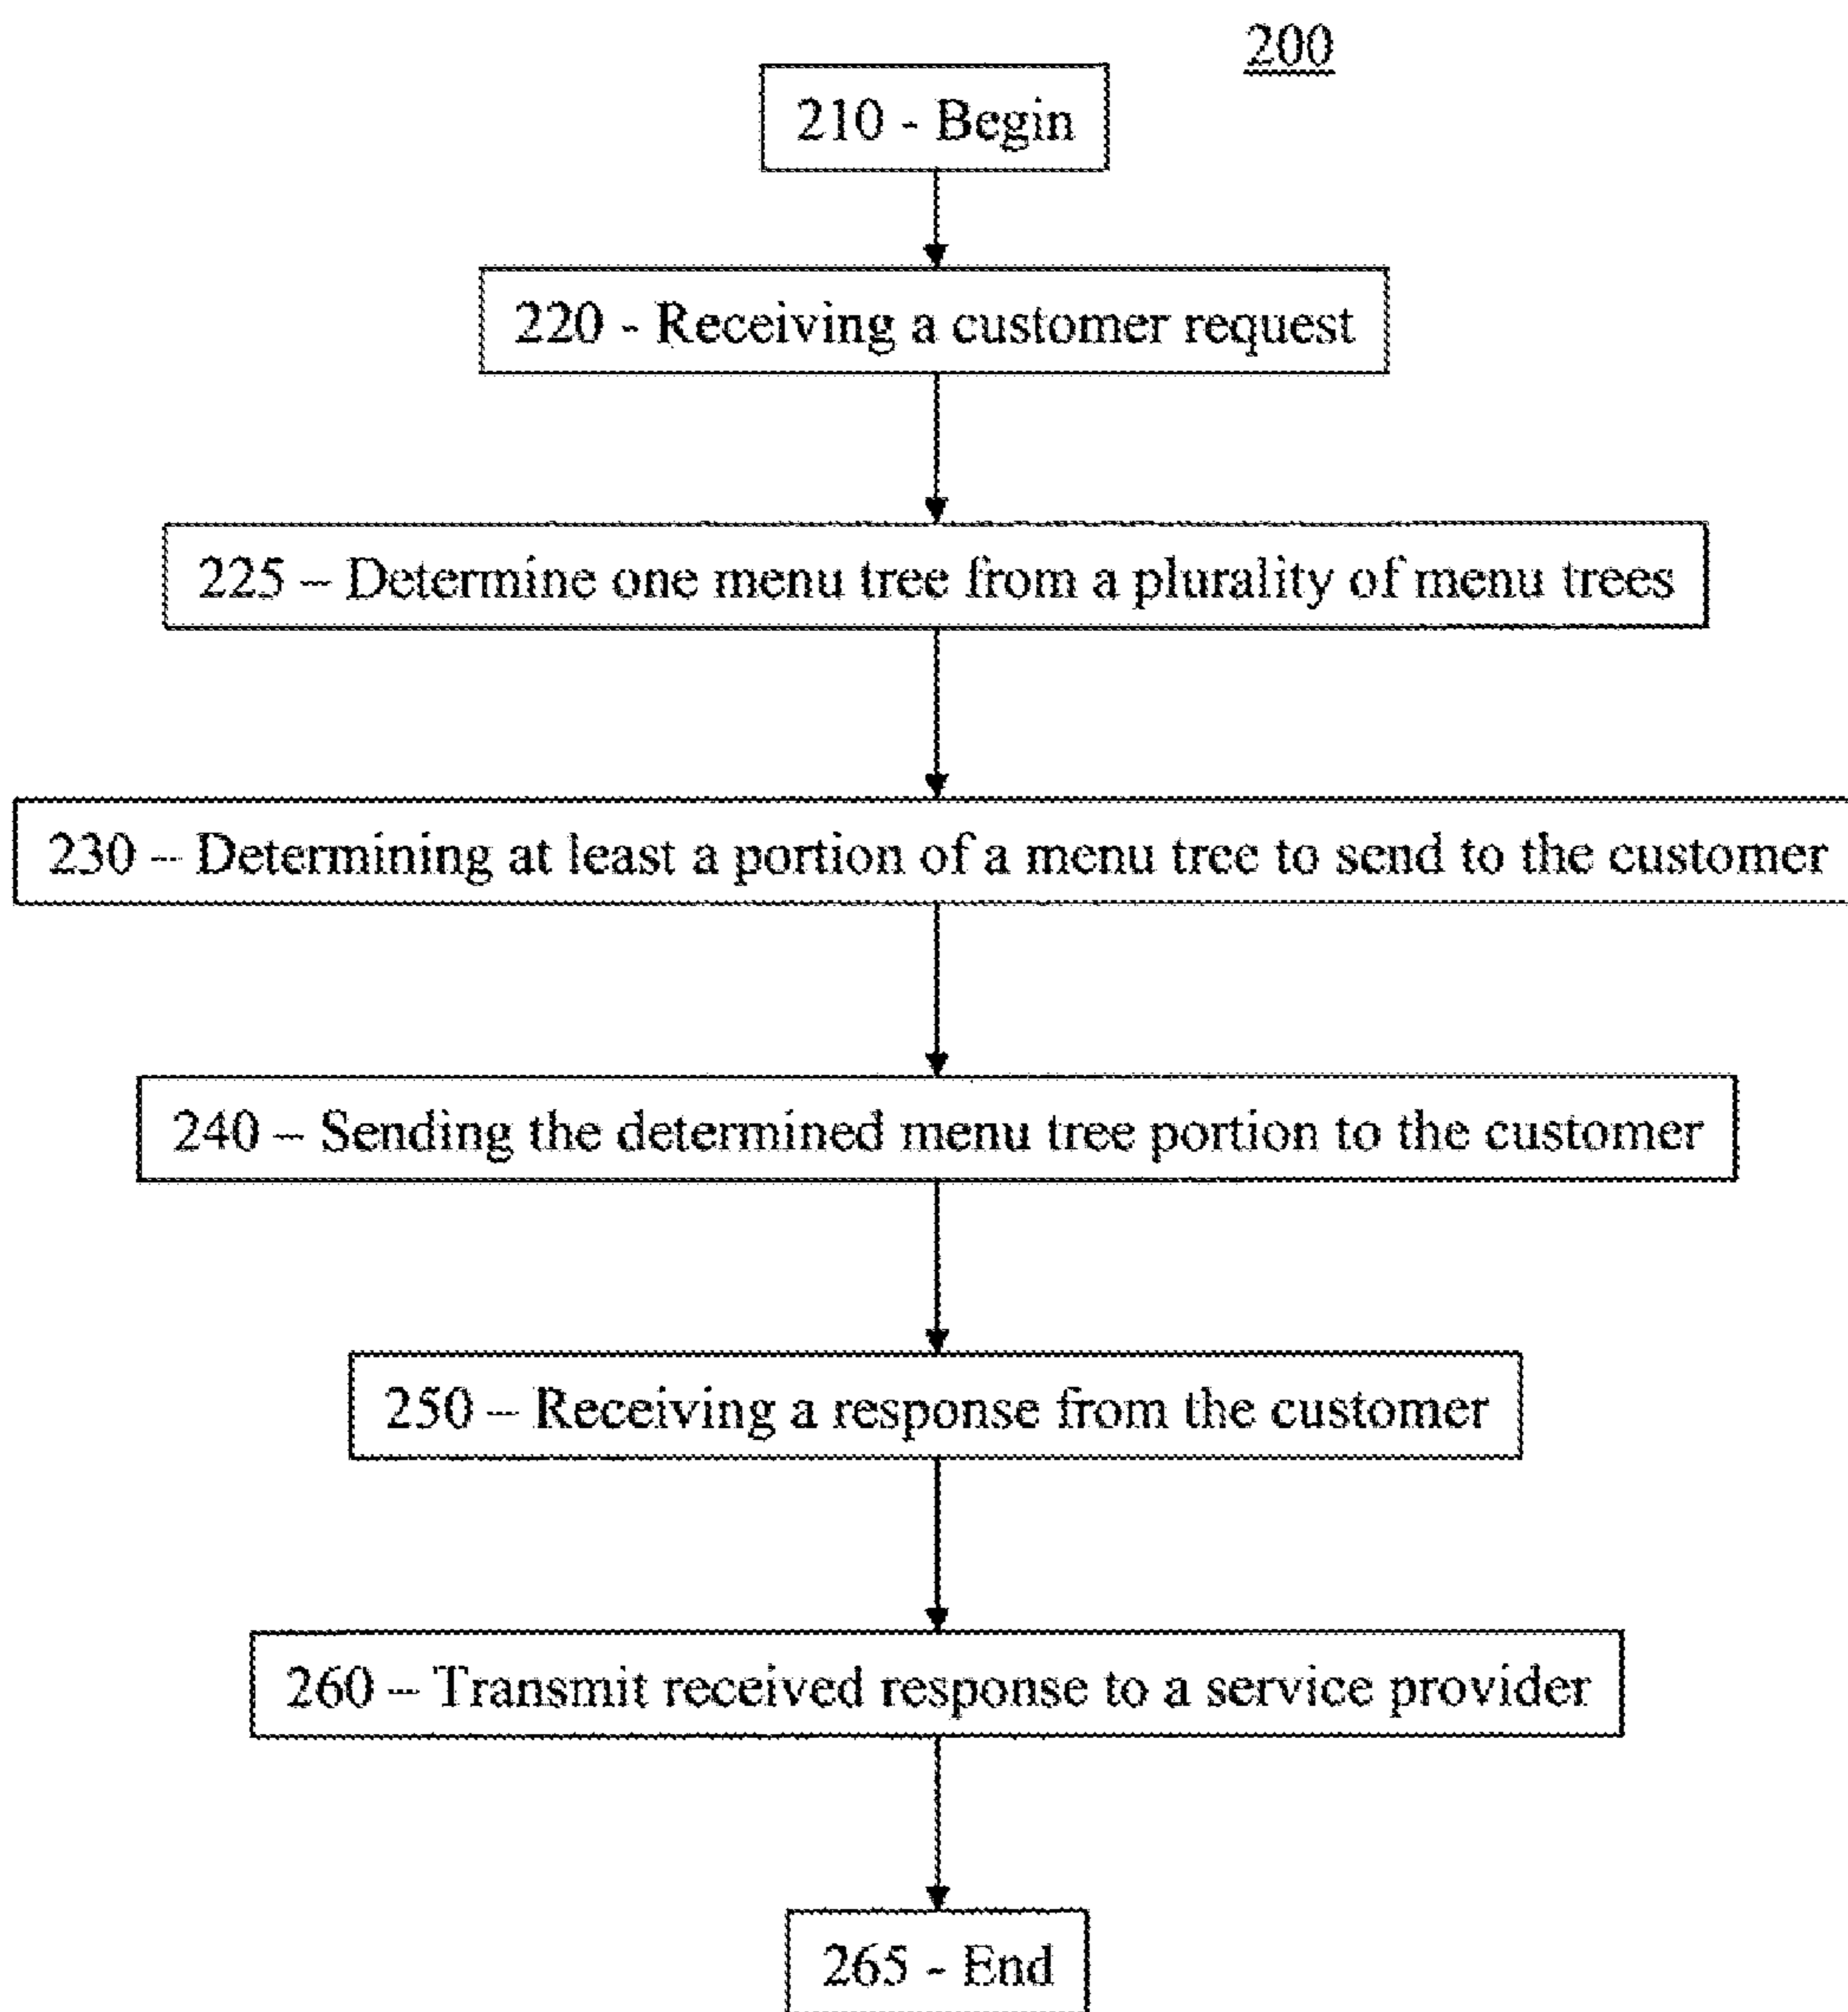 200
210 - Begin
220 - Receiving a customer request
225 – Determine one menu tree from a plurality of menu trees
230 – Determining at least a portion of a menu tree to send to the customer
240 – Sending the determined menu tree portion to the customer
250 – Receiving a response from the customer
260 – Transmit received response to a service provider
265 - End